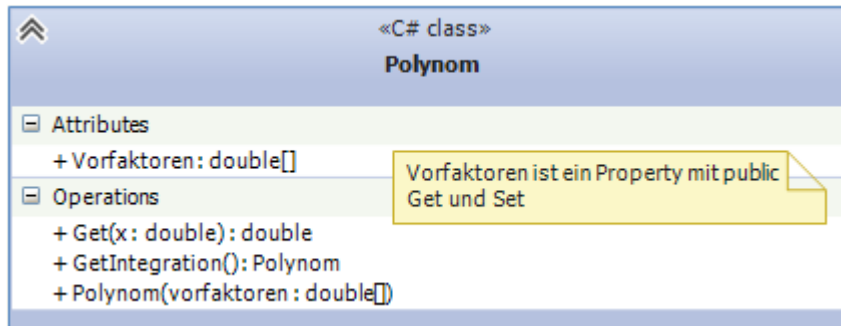 «C# class»
Polynom
Attributes
+ Vorfaktoren : double[]
Vorfaktoren ist ein Property mit public
Get und Set
Operations
+ Get(x : double) : double
+ GetIntegration(): Polynom
+ Polynom(vorfaktoren : double[])